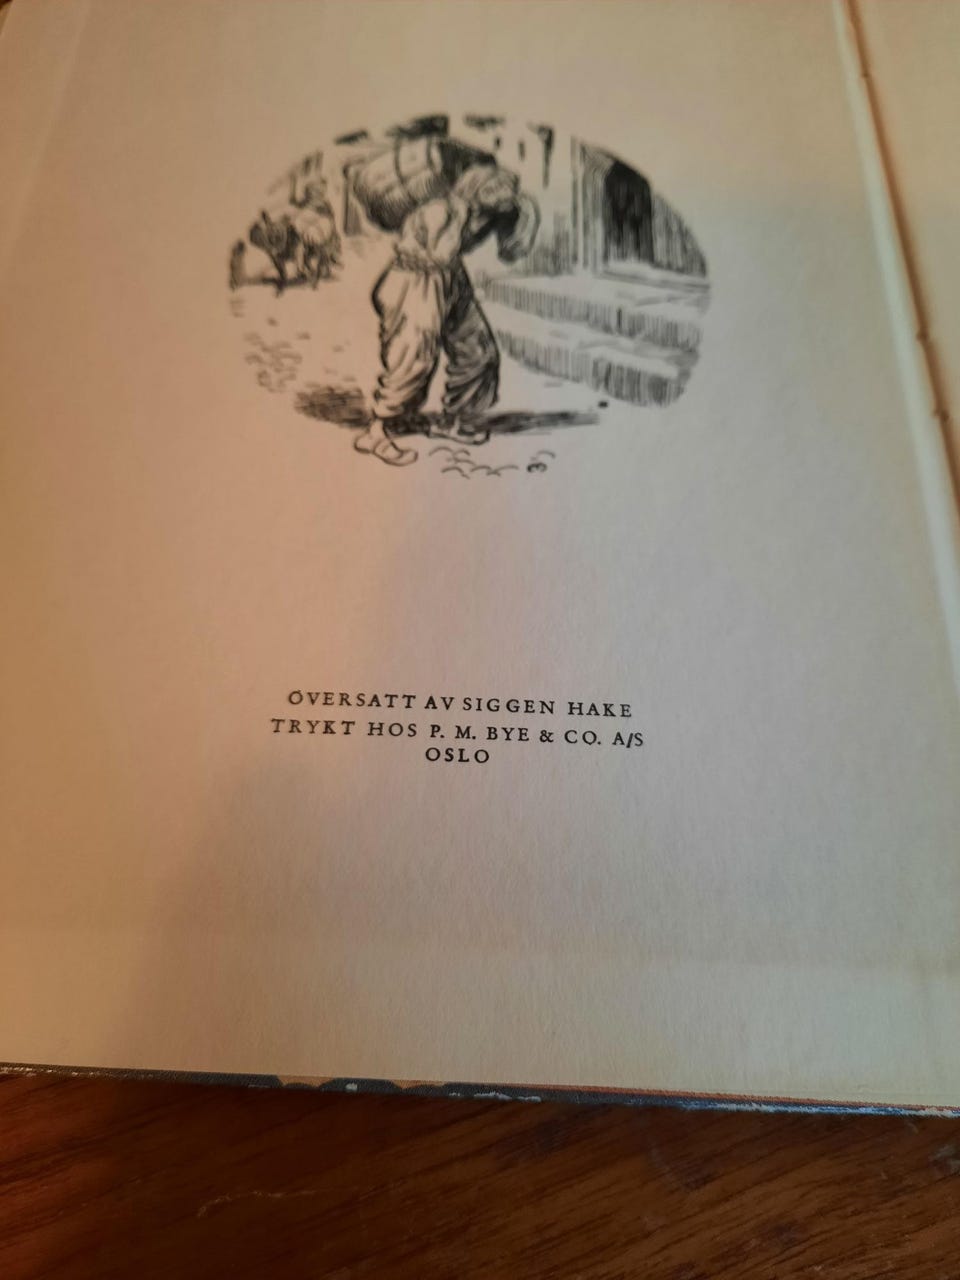 OVERSATT AV SIGGEN HAKE
TRYKT HOS P. M. BYE & CO. A/S
OSLO